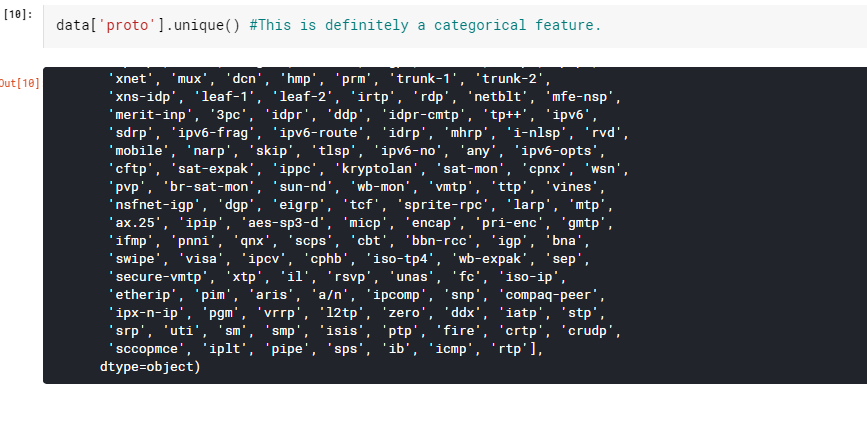 [10]:
data['proto'].unique() #This is definitely a categorical feature.
Out[10]
'xnet', 'mux', 'dcn', 'hmp', 'prm', 'trunk-1', 'trunk-2',
'xns-idp', 'leaf-1', 'leaf-2', 'irtp', 'rdp', 'netblt', 'mfe-nsp',
'merit-inp', '3pc', 'idpr', 'ddp', 'idpr-cmtp', 'tp++', 'ipv6',
'sdrp', 'ipv6-frag', 'ipv6-route', 'idrp', 'mhrp', 'i-nlsp', 'rvd',
'mobile', 'narp', 'skip', 'tlsp', 'ipv6-no', 'any', 'ipv6-opts',
'cftp', 'sat-expak', 'ippc', 'kryptolan', 'sat-mon', 'cpnx', 'wsn',
'pvp', 'br-sat-mon', 'sun-nd', 'wb-mon', 'vmtp', 'ttp', 'vines',
'nsfnet-igp', 'dgp', 'eigrp', 'tcf', 'sprite-rpc', 'larp', 'mtp',
'ax.25', 'ipip', 'aes-sp3-d', 'micp', 'encap', 'pri-enc', 'gmtp',
'ifmp', 'pnni', 'qnx', 'scps', 'cbt', 'bbn-rcc', 'igp', 'bna',
'swipe', 'visa', 'ipcv', 'cphb', 'iso-tp4', 'wb-expak', 'sep',
'secure-vmtp', 'xtp', 'il', 'rsvp', 'unas', 'fc', 'iso-ip',
'etherip', 'pim', 'aris', 'a/n', 'ipcomp', 'snp', 'compaq-peer',
'ipx-n-ip', 'pgm', 'vrrp', 'l2tp', 'zero', 'ddx', 'iatp', 'stp',
'srp', 'uti', 'sm', 'smp', 'isis', 'ptp', 'fire', 'crtp', 'crudp',
'sccopmce', 'iplt', 'pipe', 'sps', 'ib', 'icmp', 'rtp'],
dtype=object)